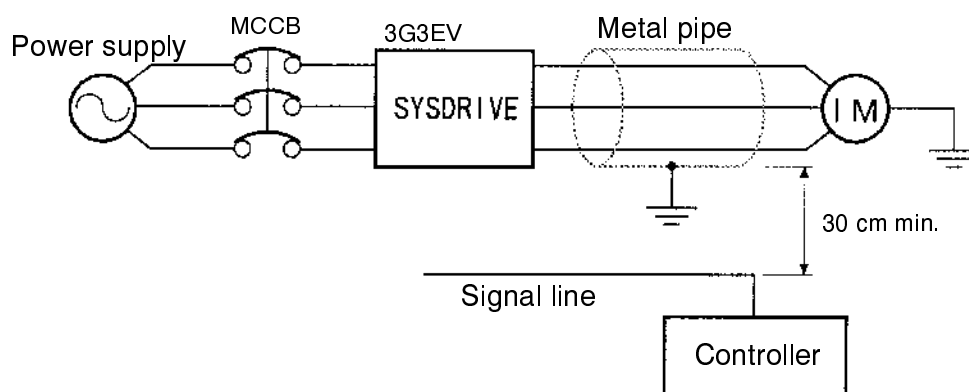 Power supply
MCCB
3G3EV
Metal pipe
SYSDRIVE
IM
30 cm min.
Signal line
Controller